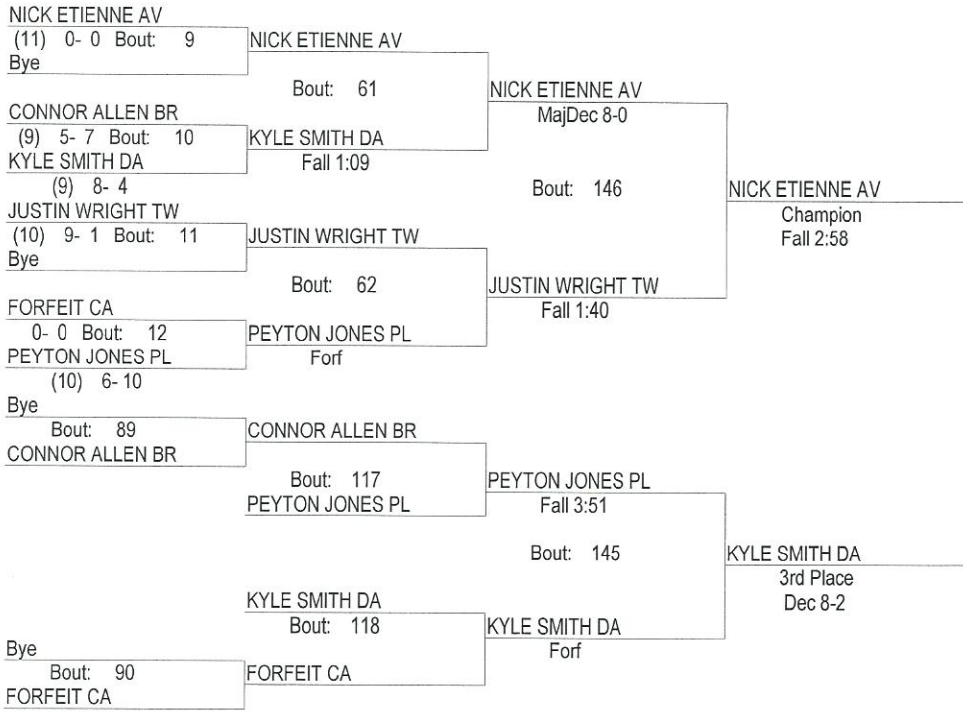 NICK ETIENNE AV
(11) 0- 0 Bout: 9
Bye
NICK ETIENNE AV
Bout: 61
CONNOR ALLEN BR
(9) 5- 7 Bout: 10
KYLE SMITH DA
(9) 8- 4
KYLE SMITH DA
Fall 1:09
NICK ETIENNE AV
MajDec 8-0
JUSTIN WRIGHT TW
(10) 9- 1 Bout: 11
Bye
JUSTIN WRIGHT TW
Bout: 62
FORFEIT CA
0- 0 Bout: 12
PEYTON JONES PL
(10) 6- 10
PEYTON JONES PL
Forf
JUSTIN WRIGHT TW
Fall 1:40
Bout: 146
NICK ETIENNE AV
Champion
Fall 2:58
Bye
Bout: 89
CONNOR ALLEN BR
CONNOR ALLEN BR
Bout: 117
PEYTON JONES PL
PEYTON JONES PL
Fall 3:51
Bout: 145
KYLE SMITH DA
3rd Place
Dec 8-2
KYLE SMITH DA
Bout: 118
KYLE SMITH DA
Forf
Bye
Bout: 90
FORFEIT CA
FORFEIT CA